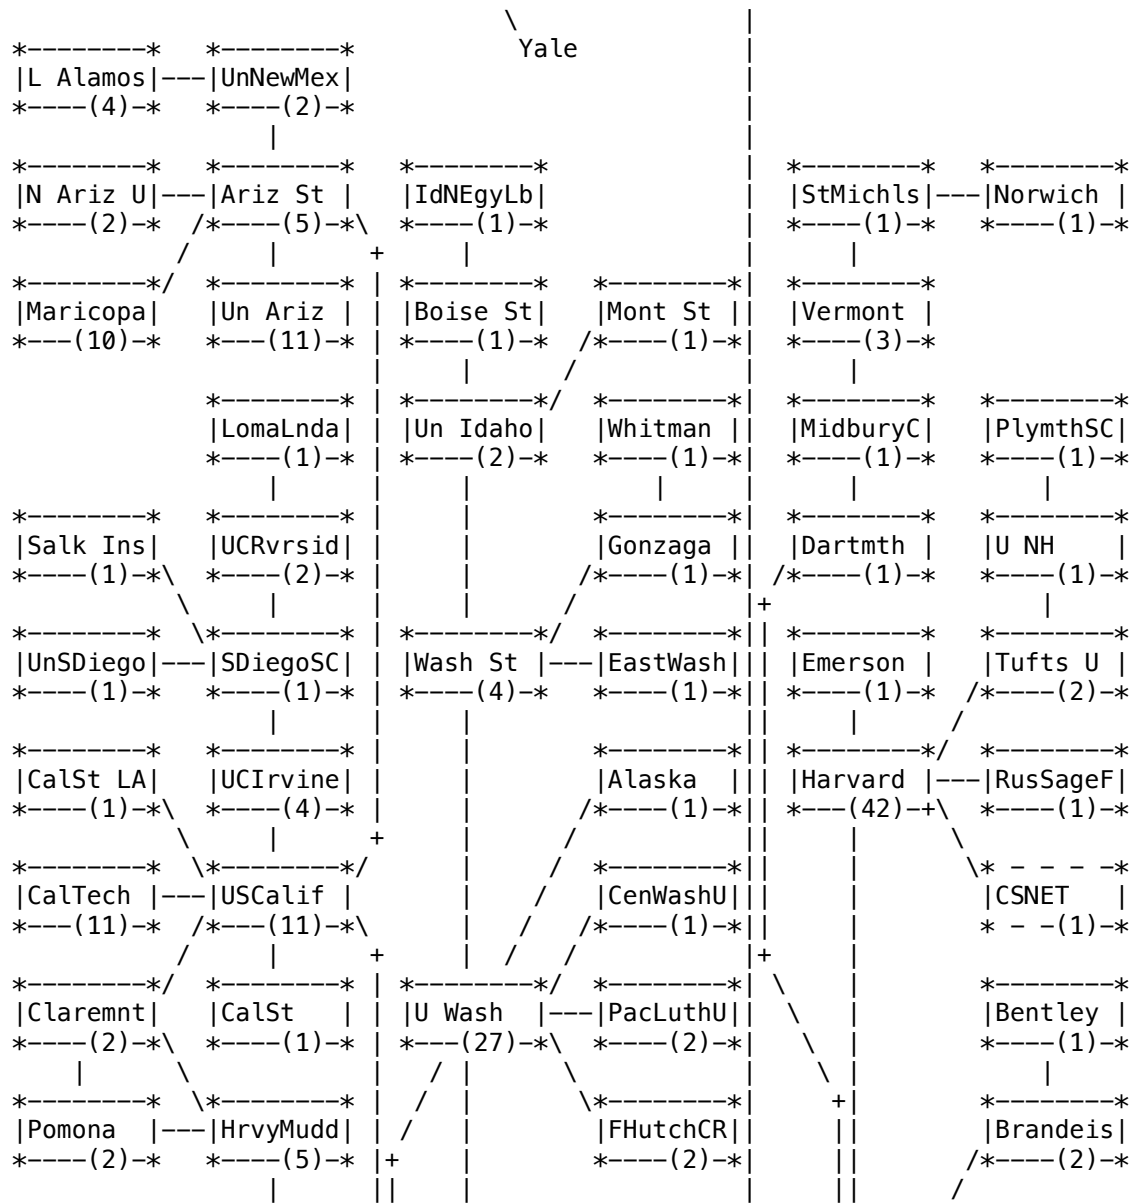 Yale
L Alamos UnNewMex
(4) (2)
N Ariz U Ariz St IdNEgyLb StMichls Norwich
(2) (5) (1) (1) (1)
Maricopa Un Ariz Boise St Mont St Vermont
(10) (11) (1) (1) (3)
LomaLnda Un Idaho Whitman MidburyC PlymthSC
(1) (2) (1) (1) (1)
Salk Ins UCRvrsid Gonzaga Dartmth U NH
(1) (2) (1) (1) (1)
UnSDiego SDiegoSC Wash St EastWash Emerson Tufts U
(1) (1) (4) (1) (1) (2)
CalSt LA UCIrvine Alaska Harvard RusSageF
(1) (4) (1) (42) (1)
CalTech USCalif CenWashU CSNET
(11) (11) (1) (1)
Claremnt CalSt U Wash PacLuthU Bentley
(2) (1) (27) (2) (1)
Pomona HrvyMudd FHutchCR Brandeis
(2) (5) (2) (2)